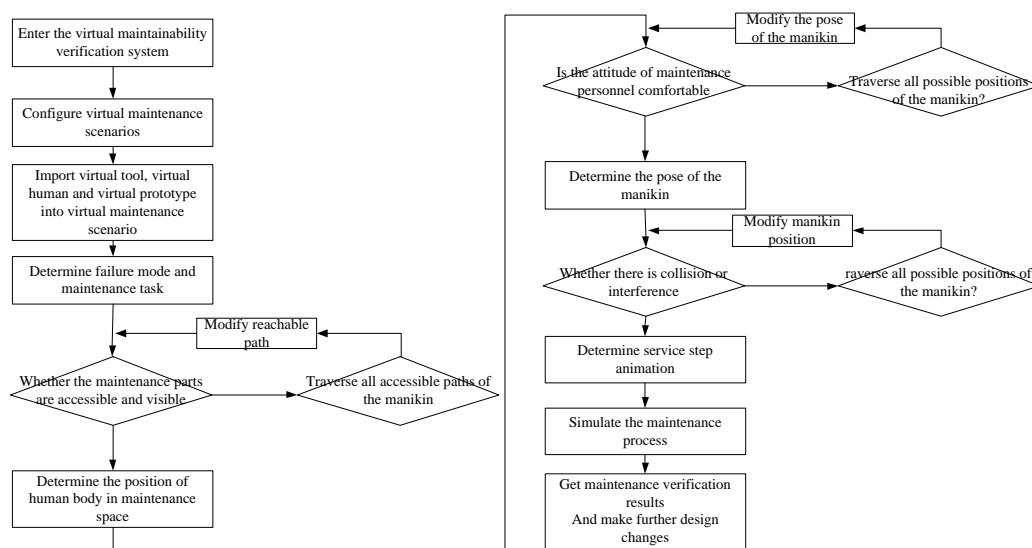 Enter the virtual maintainability
verification system
Configure virtual maintenance
scenarios
Import virtual tool, virtual
human and virtual prototype
into virtual maintenance
scenario
Determine failure mode and
maintenance task
Modify reachable
path
Whether the maintenance parts
are accessible and visible
Traverse all accessible paths of
the manikin
Determine the position of
human body in maintenance
space
Modify the pose
of the manikin
Is the attitude of maintenance
personnel comfortable
Traverse all possible positions
of the manikin?
Determine the pose of the
manikin
Modify manikin
position
Whether there is collision or
interference
raverse all possible positions of
the manikin?
Determine service step
animation
Simulate the maintenance
process
Get maintenance verification
results
And make further design
changes